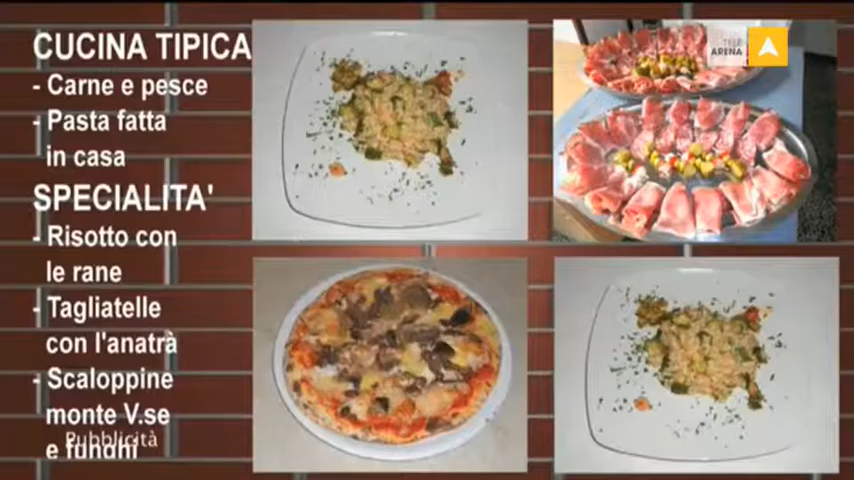 CUCINA TIPICA
- Carne e pesce
- Pasta fatta
in casa
SPECIALITA'
- Risotto con
le rane
- Tagliatelle
con l'anatrà
- Scaloppine
monte V.se
e funghi
Pubblicità
TELE
ARENA